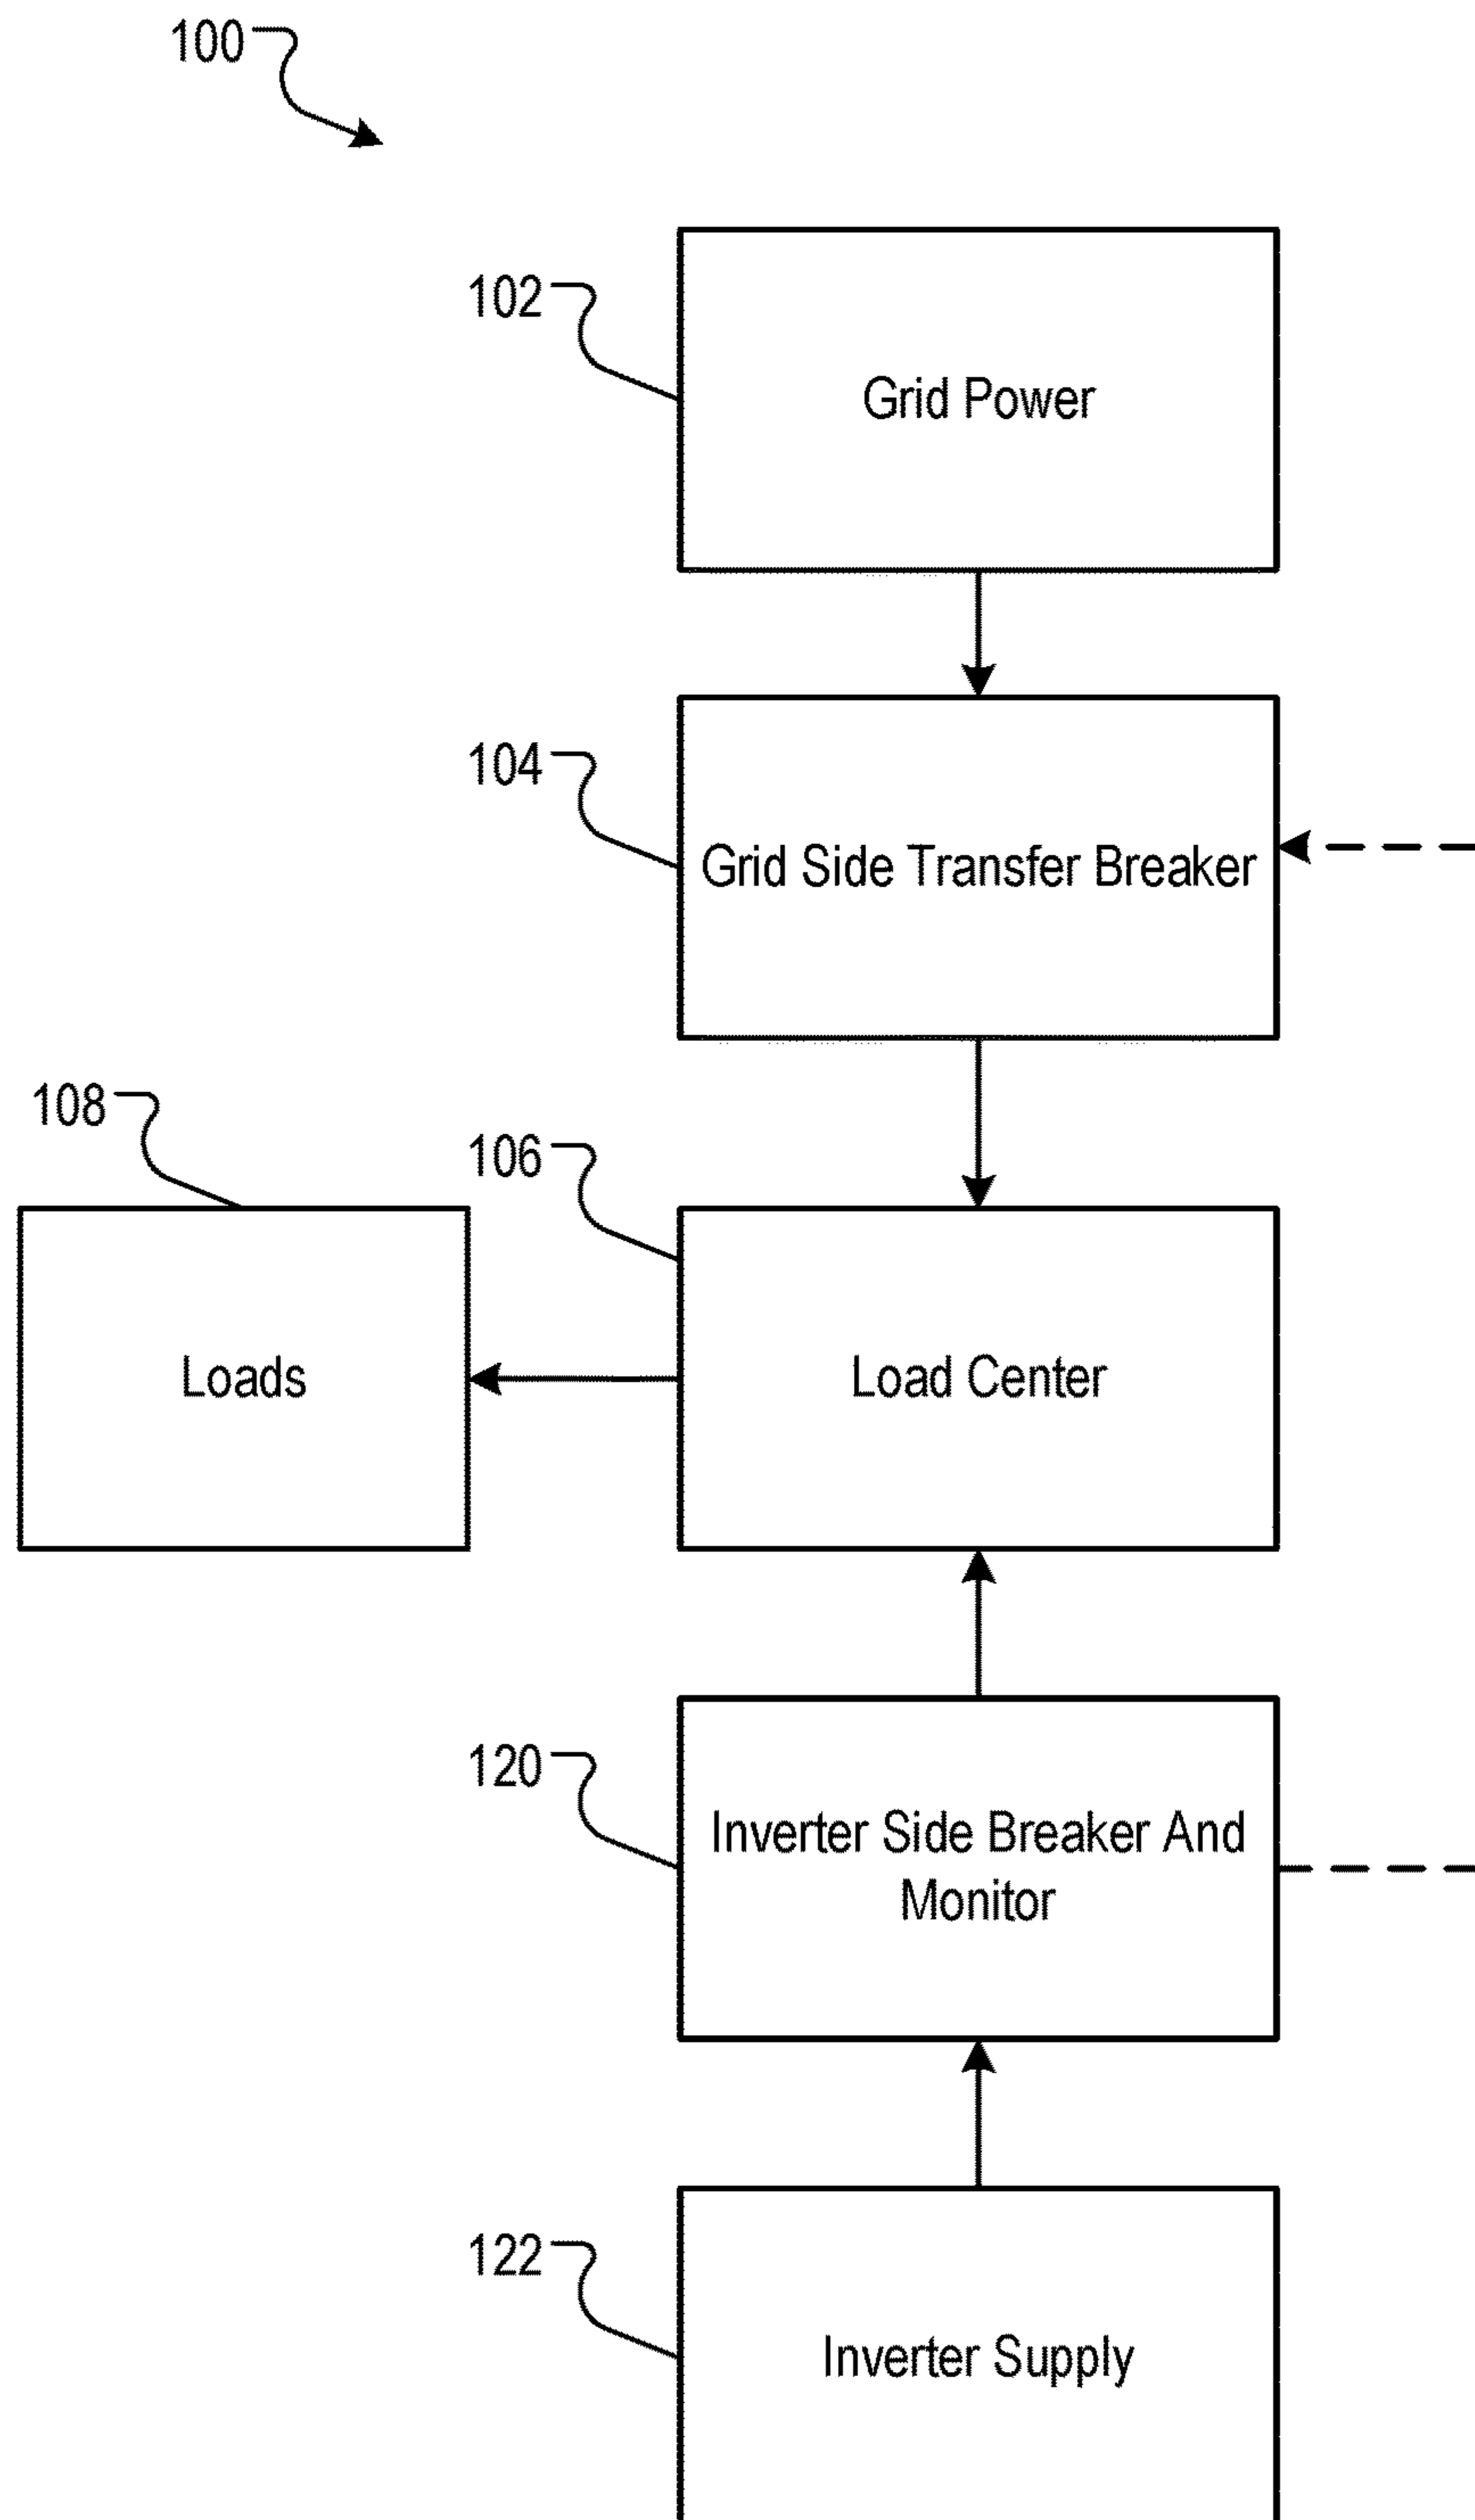 100
102
Grid Power
104
Grid Side Transfer Breaker
108
106
Loads
Load Center
120
Inverter Side Breaker And
Monitor
122
Inverter Supply